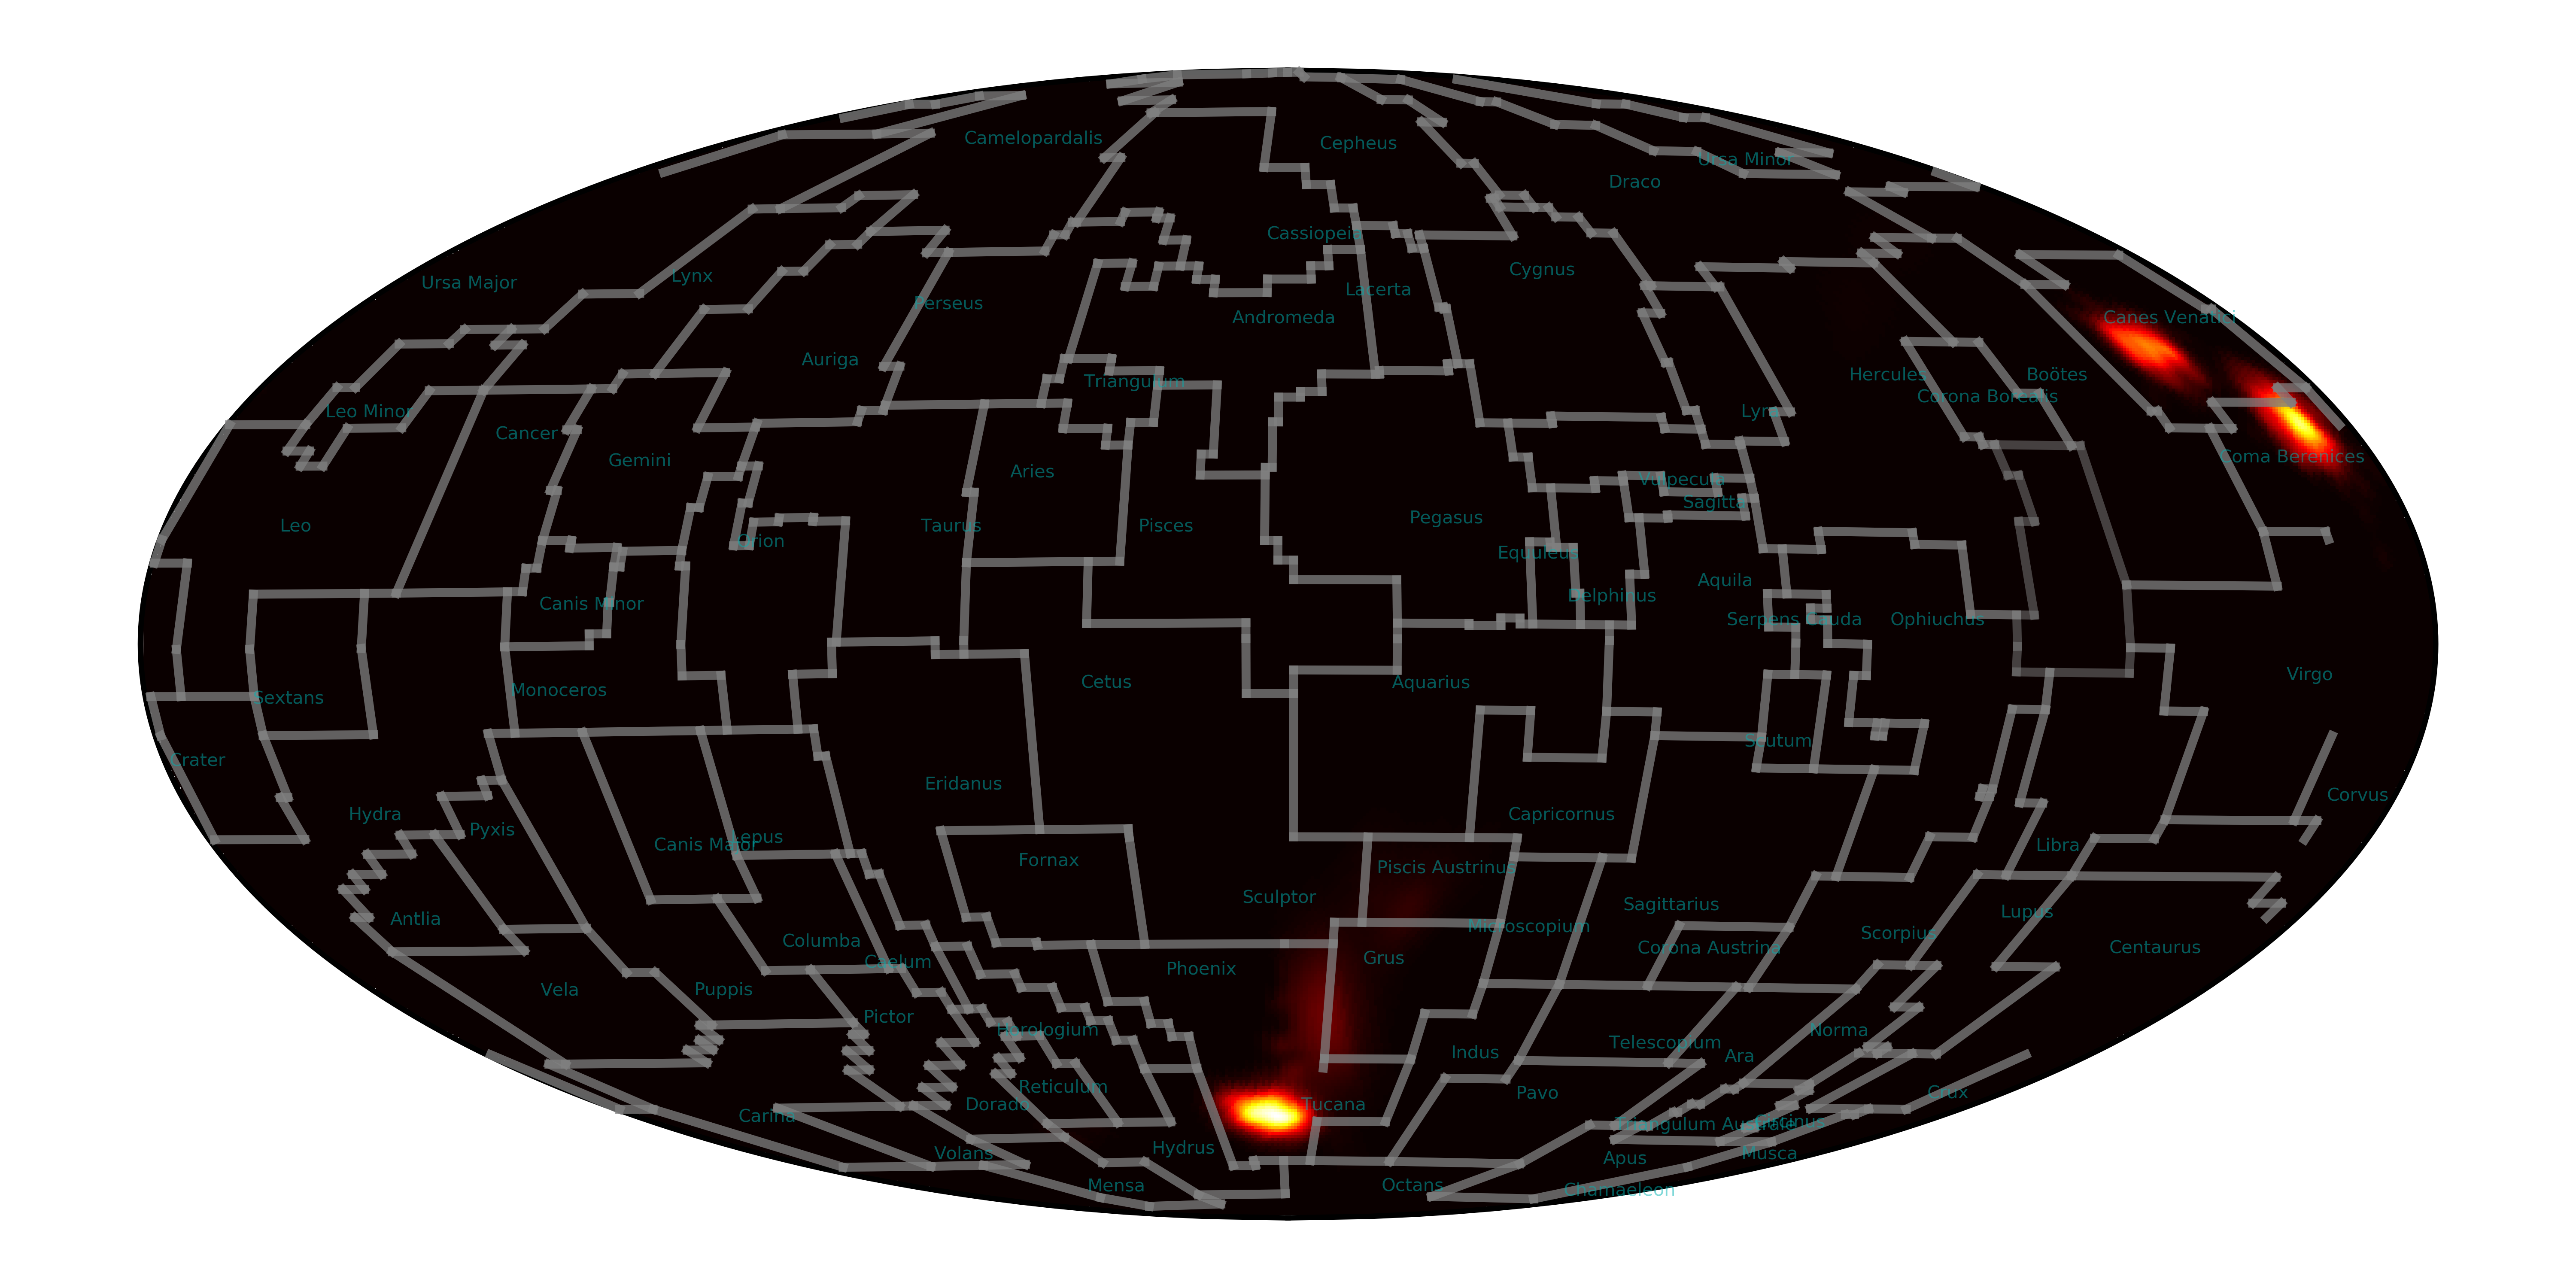 Camelopardalis
Cepheus
Ursa Minor
Draco
Cassiopeia
Cygnus
Lynx
Ursa Major
Lacerta
Perseus
Andromeda
Canes Venatici
Auriga
Hercules
Boötes
Triangulum
Corona Borealis
Leo Minor
Lyra
Cancer
Coma Berenices
Gemini
Aries
Vulpecula
Sagitta
Pegasus
Leo
Taurus
Pisces
Orion
Equuleus
Aquila
Delphinus
Canis Minor
Serpens Cauda
Ophiuchus
Virgo
Cetus
Aquarius
Monoceros
Sextans
Scutum
Crater
Eridanus
Corvus
Hydra
Capricornus
Pyxis
Lepus
Canis Major
Libra
Fornax
Piscis Austrinus
Sculptor
Sagittarius
Lupus
Antlia
Microscopium
Scorpius
Columba
Corona Austrina
Centaurus
Grus
Caelum
Phoenix
Vela
Puppis
Pictor
Horologium
Norma
Telescopium
Indus
Ara
Reticulum
Pavo
Crux
Dorado
Tucana
Carina
Circinus
Triangulum Australe
Hydrus
Volans
Musca
Apus
Mensa
Octans
Chamaeleon